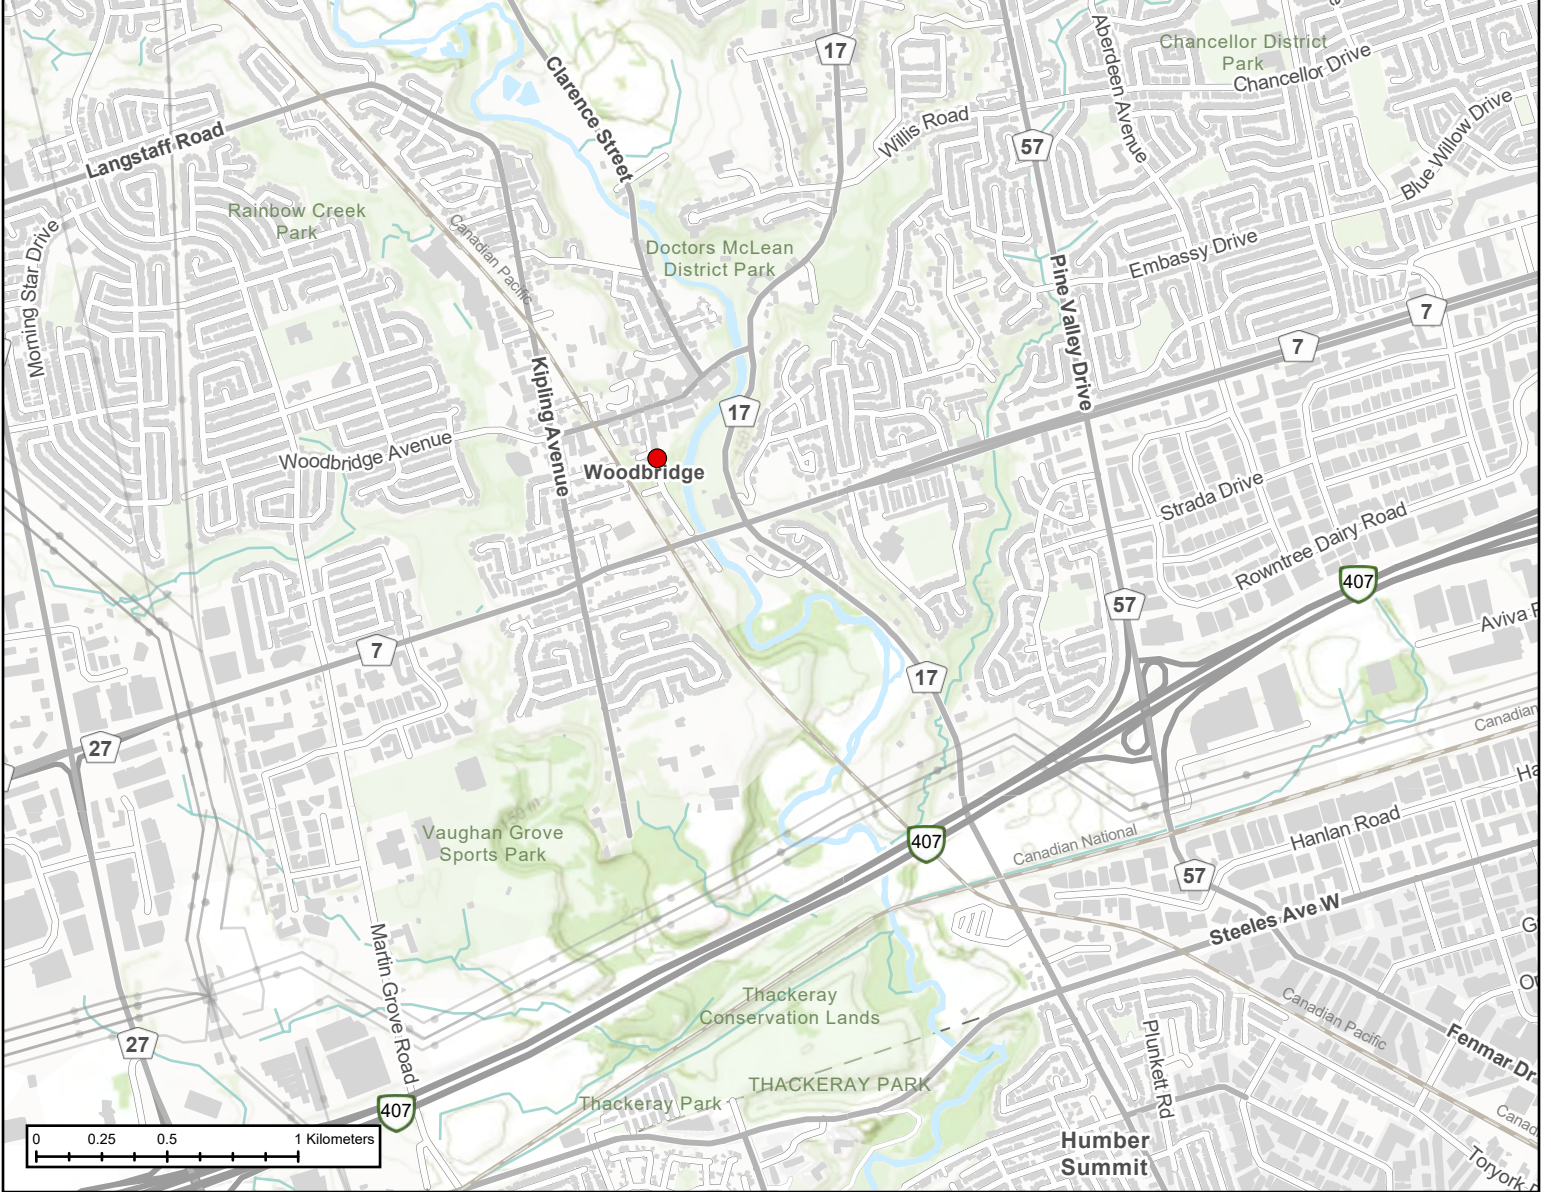 17
Chancellor District
Park
Chancellor Drive
Aberdeen Avenue
Clarence Street
Willis Road
57
Blue Willow Drive
Langstaff Road
Rainbow Creek
Park
Canadian Pacific
Doctors McLean
District Park
Embassy Drive
Morning Star Drive
Pine Valley Drive
7
7
Kipling Avenue
17
Woodbridge Avenue
Woodbridge
Strada Drive
Rowntree Dairy Road
407
57
Aviva
7
17
27
Canadian
Vaughan Grove
Sports Park
407
Canadian National
Hanlan Road
57
Steeles Ave W
Martin Grove Road
Thackeray
Conservation Lands
Canadian Pacific
27
Plunkett Rd
Fenmar Dr
THACKERAY PARK
Thackeray Park
407
Humber
Summit
0 0.25 0.5 1 Kilometers